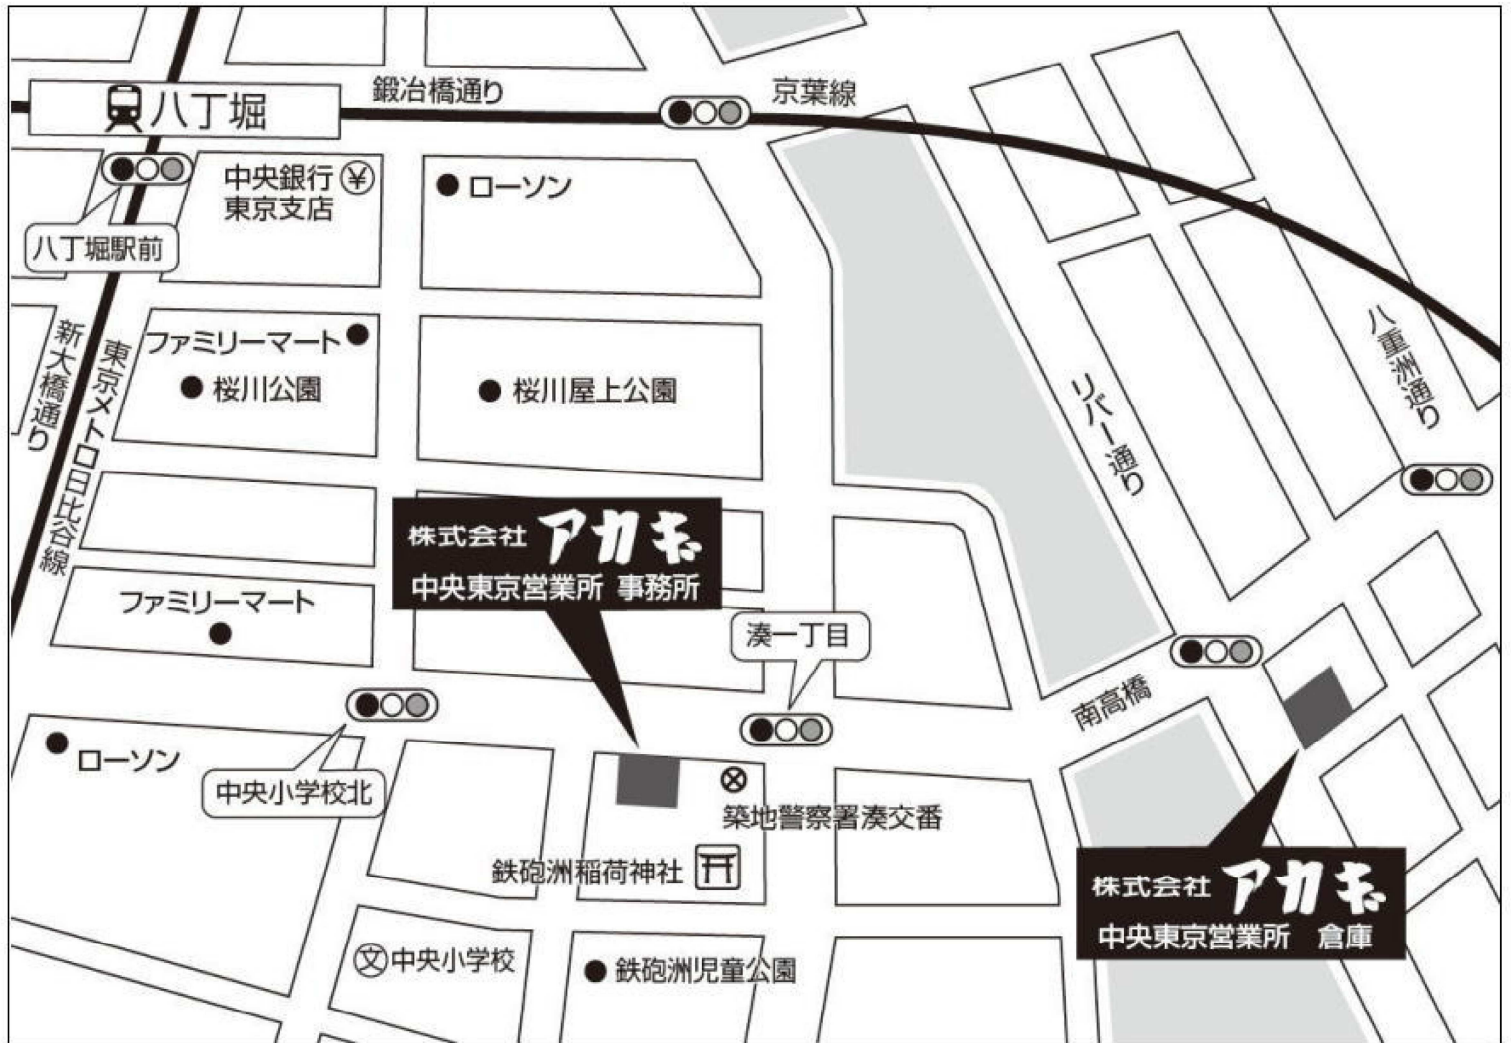 鍛冶橋通り
京葉線
八丁堀
中央銀行
東京支店
ローソン
八丁堀駅前
新大橋通り
東京メトロ日比谷線
ファミリーマート
桜川公園
桜川屋上公園
リバー通り
八重洲通り
株式会社 アカギ
中央東京営業所 事務所
ファミリーマート
湊一丁目
南高橋
ローソン
中央小学校北
築地警察署湊交番
鉄砲洲稲荷神社
株式会社 アカギ
中央東京営業所 倉庫
文 中央小学校
鉄砲洲児童公園